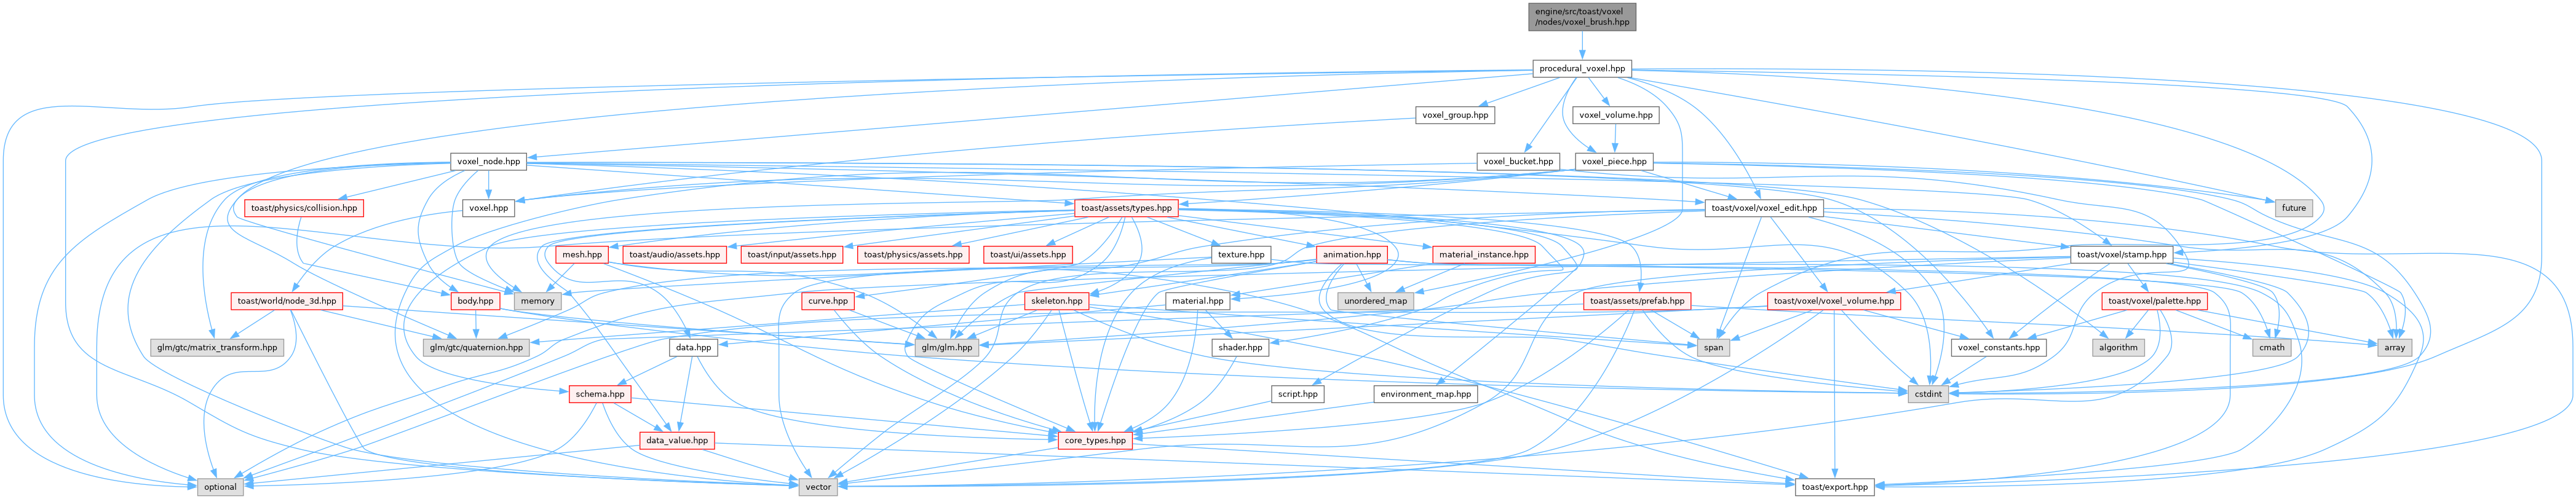 engine/src/toast/voxel
/nodes/voxel_brush.hpp
procedural_voxel.hpp
voxel_group.hpp
voxel_volume.hpp
voxel_node.hpp
voxel_bucket.hpp
voxel_piece.hpp
toast/physics/collision.hpp
voxel.hpp
toast/assets/types.hpp
toast/voxel/voxel_edit.hpp
future
mesh.hpp
toast/audio/assets.hpp
toast/input/assets.hpp
toast/physics/assets.hpp
toast/ui/assets.hpp
texture.hpp
animation.hpp
material_instance.hpp
toast/voxel/stamp.hpp
toast/world/node_3d.hpp
body.hpp
memory
curve.hpp
skeleton.hpp
material.hpp
unordered_map
toast/assets/prefab.hpp
toast/voxel/voxel_volume.hpp
toast/voxel/palette.hpp
glm/gtc/matrix_transform.hpp
glm/gtc/quaternion.hpp
data.hpp
glm/glm.hpp
shader.hpp
span
voxel_constants.hpp
algorithm
cmath
array
schema.hpp
script.hpp
environment_map.hpp
cstdint
data_value.hpp
core_types.hpp
optional
vector
toast/export.hpp